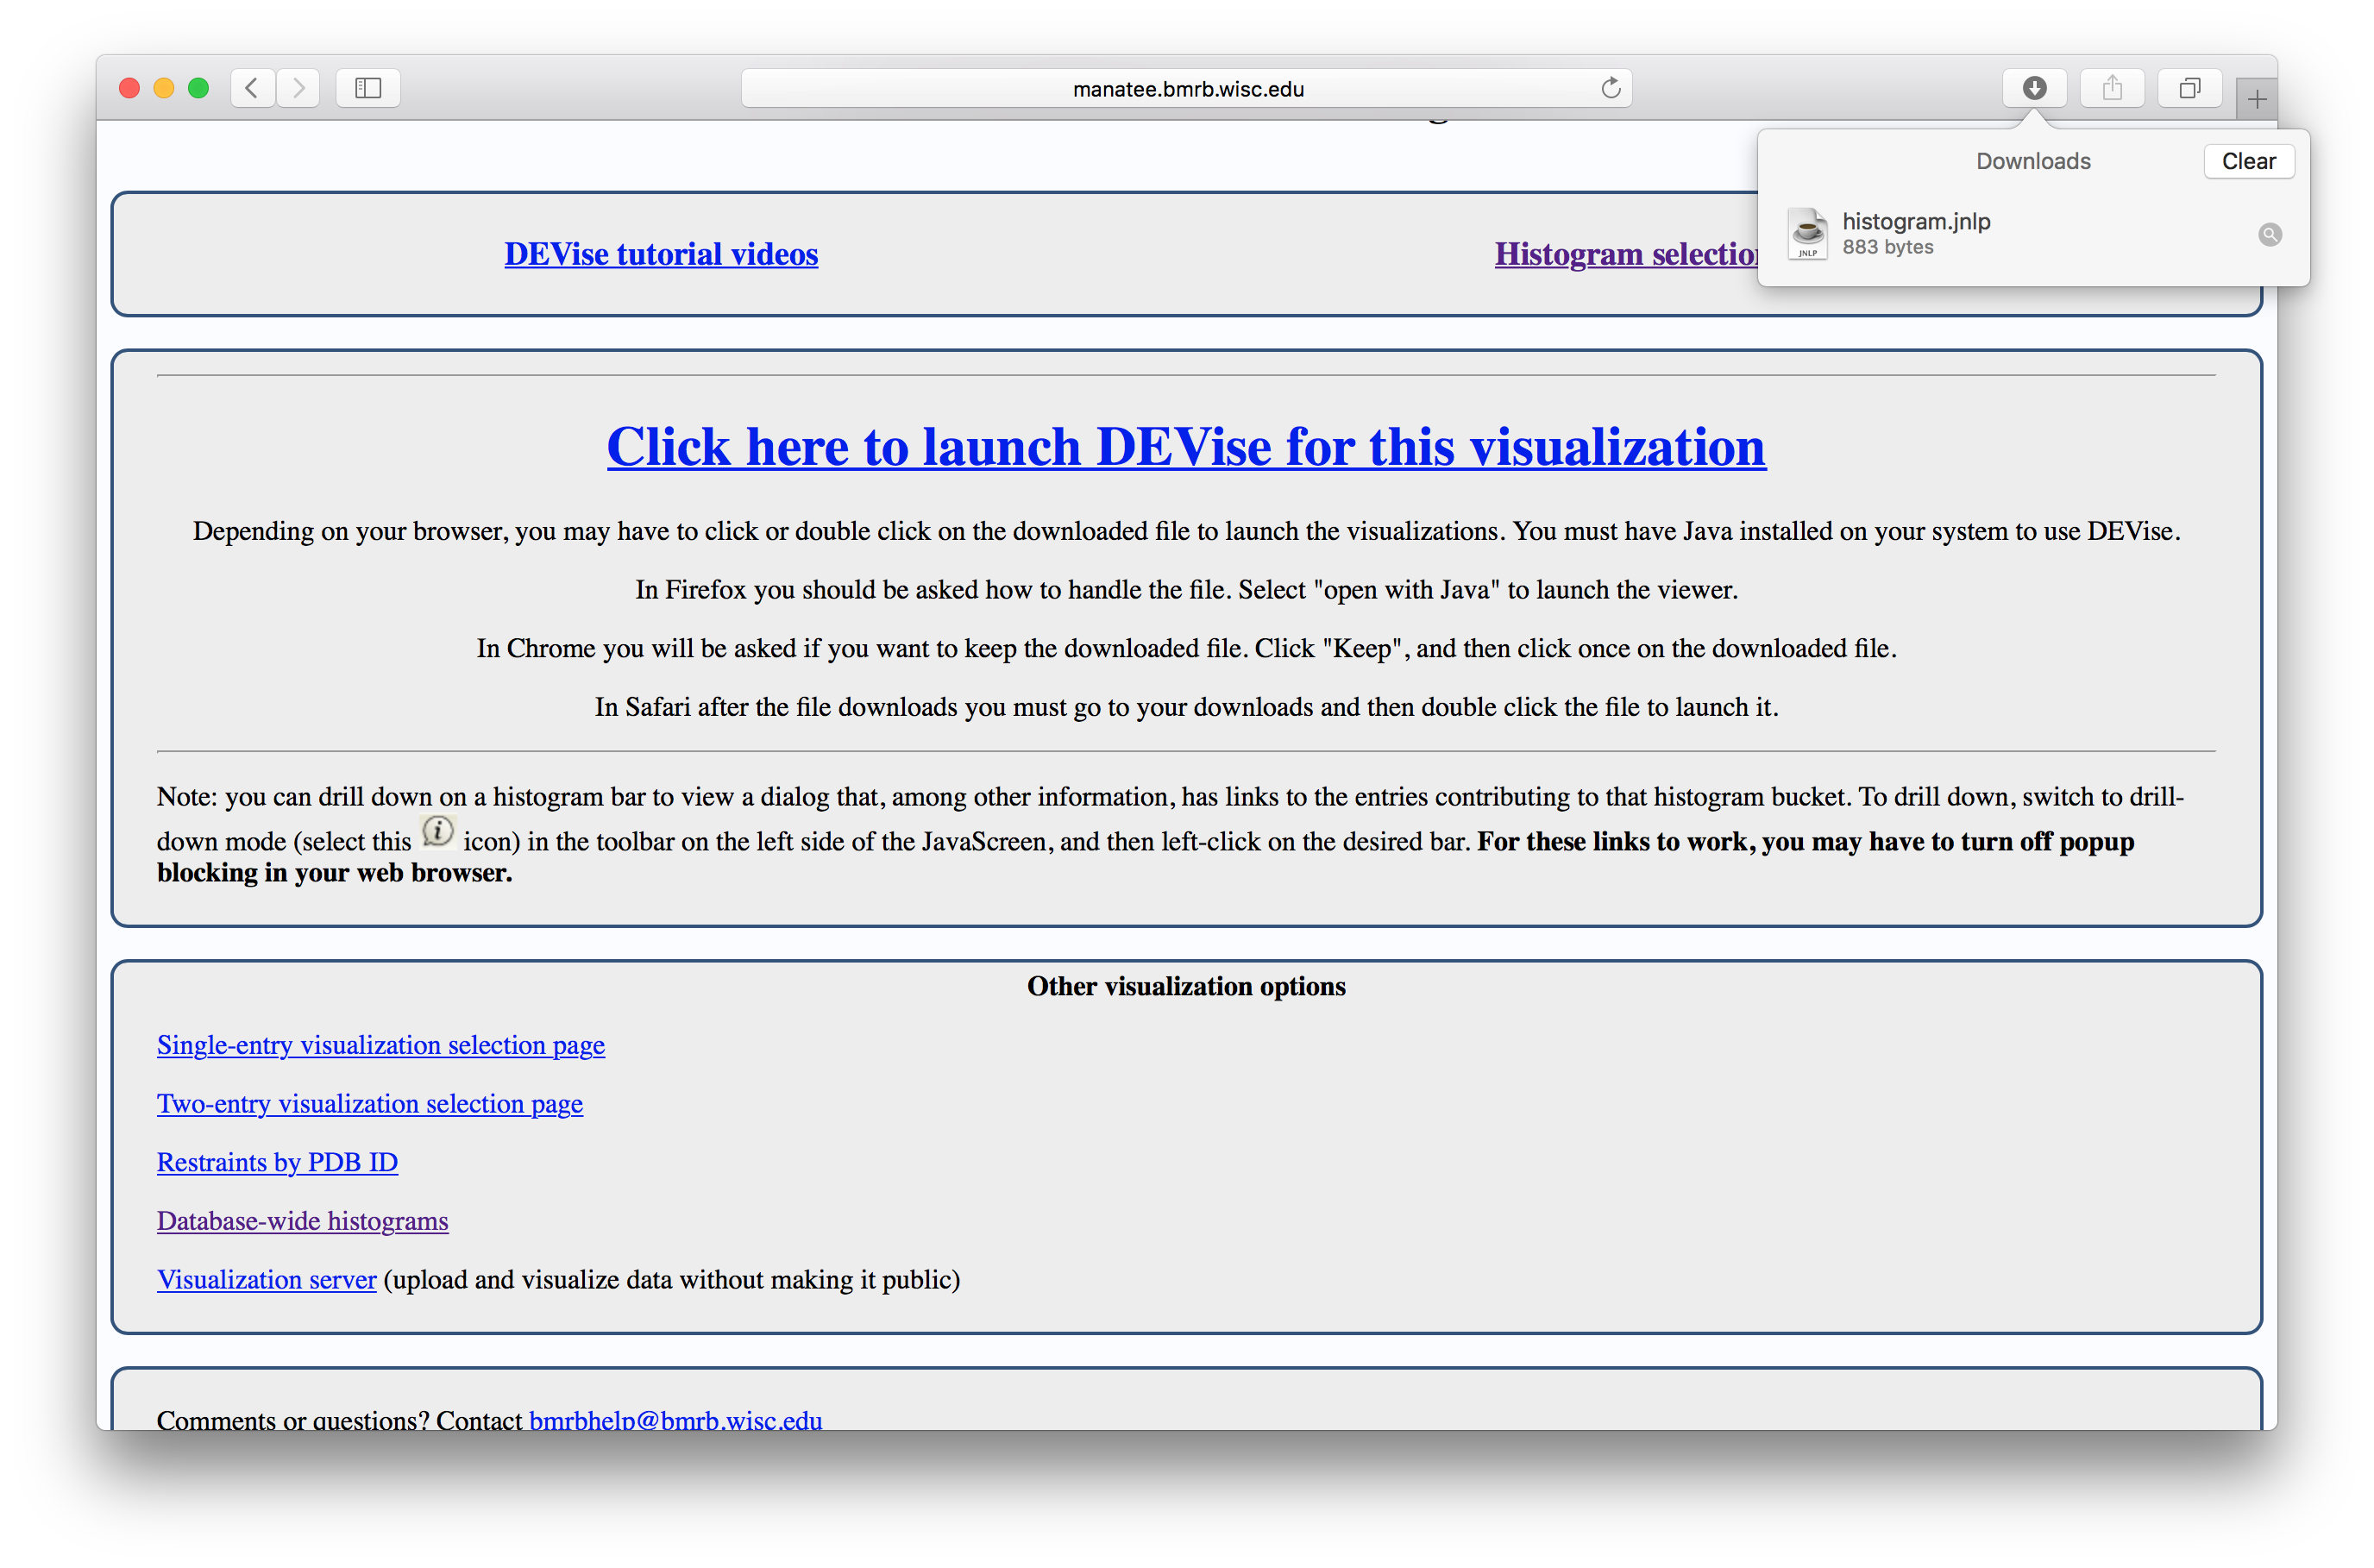 manatee.bmrb.wisc.edu
Downloads
Clear
histogram.jnlp
883 bytes
JNLP
DEVise tutorial videos
Histogram selection
Click here to launch DEVise for this visualization
Depending on your browser, you may have to click or double click on the downloaded file to launch the visualizations. You must have Java installed on your system to use DEVise.
In Firefox you should be asked how to handle the file. Select "open with Java" to launch the viewer.
In Chrome you will be asked if you want to keep the downloaded file. Click "Keep", and then click once on the downloaded file.
In Safari after the file downloads you must go to your downloads and then double click the file to launch it.
Note: you can drill down on a histogram bar to view a dialog that, among other information, has links to the entries contributing to that histogram bucket. To drill down, switch to drill-
down mode (select this i icon) in the toolbar on the left side of the JavaScreen, and then left-click on the desired bar. For these links to work, you may have to turn off popup
blocking in your web browser.
Other visualization options
Single-entry visualization selection page
Two-entry visualization selection page
Restraints by PDB ID
Database-wide histograms
Visualization server (upload and visualize data without making it public)
Comments or questions? Contact bmrbhelp@bmrb.wisc.edu